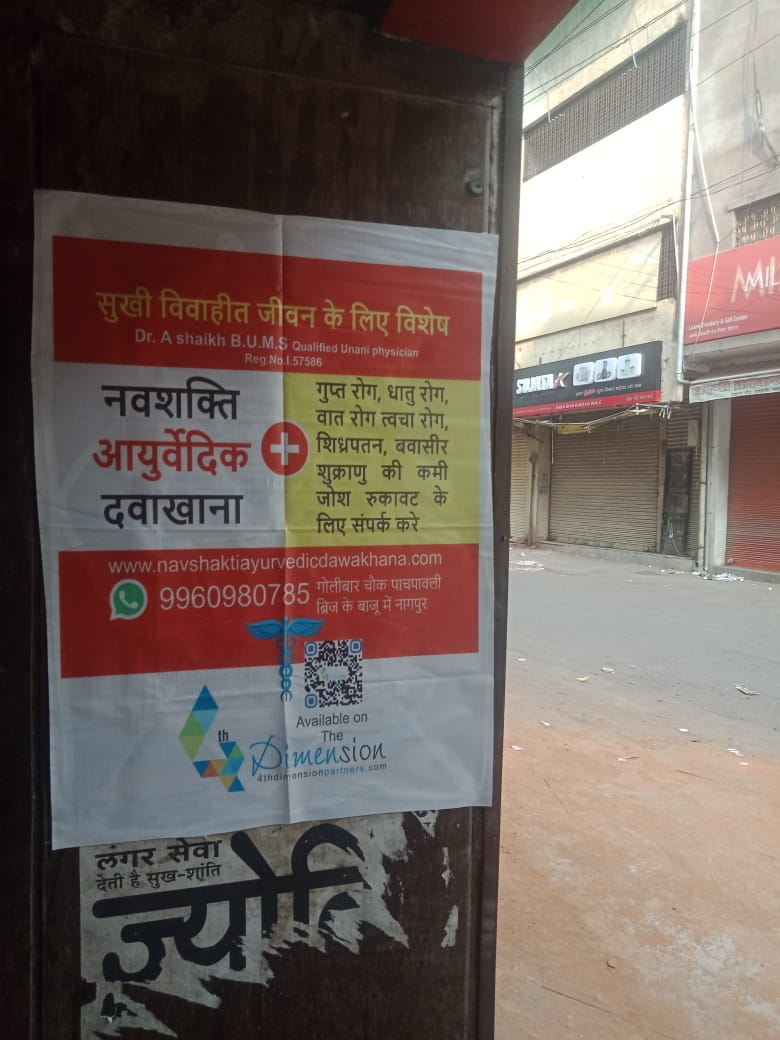 सुखी विवाहीत जीवन के लिए विशेष
Dr. A shaikh B.U.M.S Qualified Unani physician
Reg.No.I.57586
नवशक्ति
आयुर्वेदिक
दवाखाना
गुप्त रोग, धातु रोग,
वात रोग त्वचा रोग,
शिध्रपतन, बवासीर
शुक्राणु की कमी
जोश रुकावट के
लिए संपर्क करे
www.navshaktiayurvedicdawakhana.com
9960980785
गोलीबार चौक पाचपावली
ब्रिज के बाजू में नागपुर
Available on
The
4th Dimension
4thdimensionpartners.com
लंगर सेवा
देती है सुख-शांति
MIL